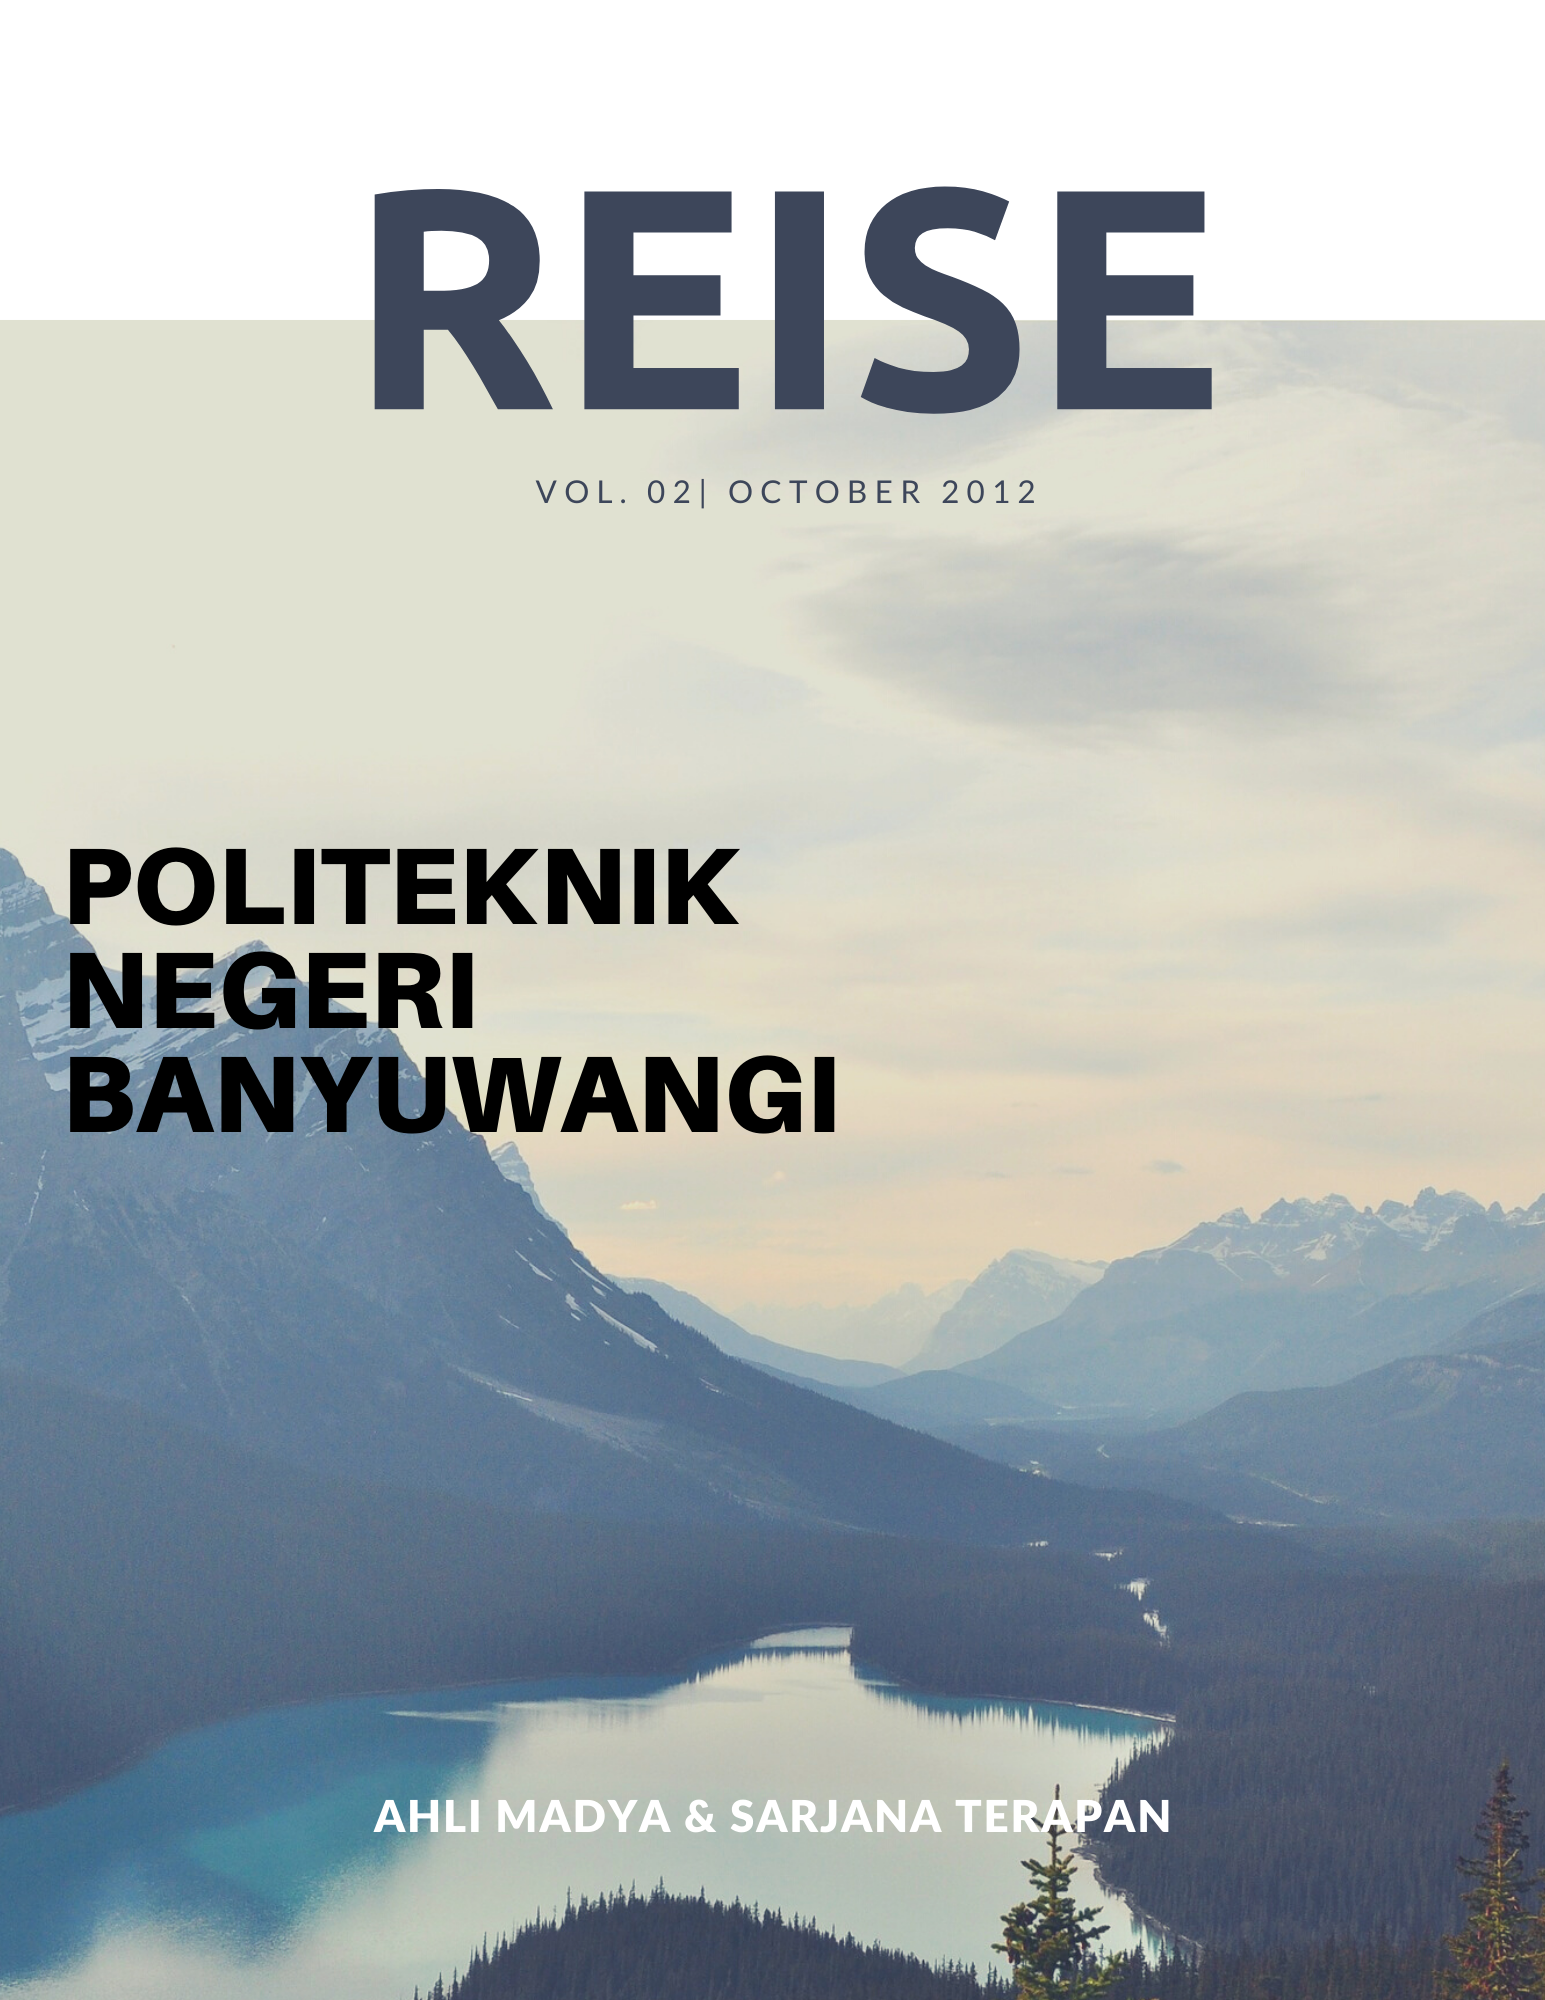 REISE
VOL. 02| OCTOBER 2012
POLITEKNIK
NEGERI
BANYUWANGI
AHLI MADYA & SARJANA TERAPAN